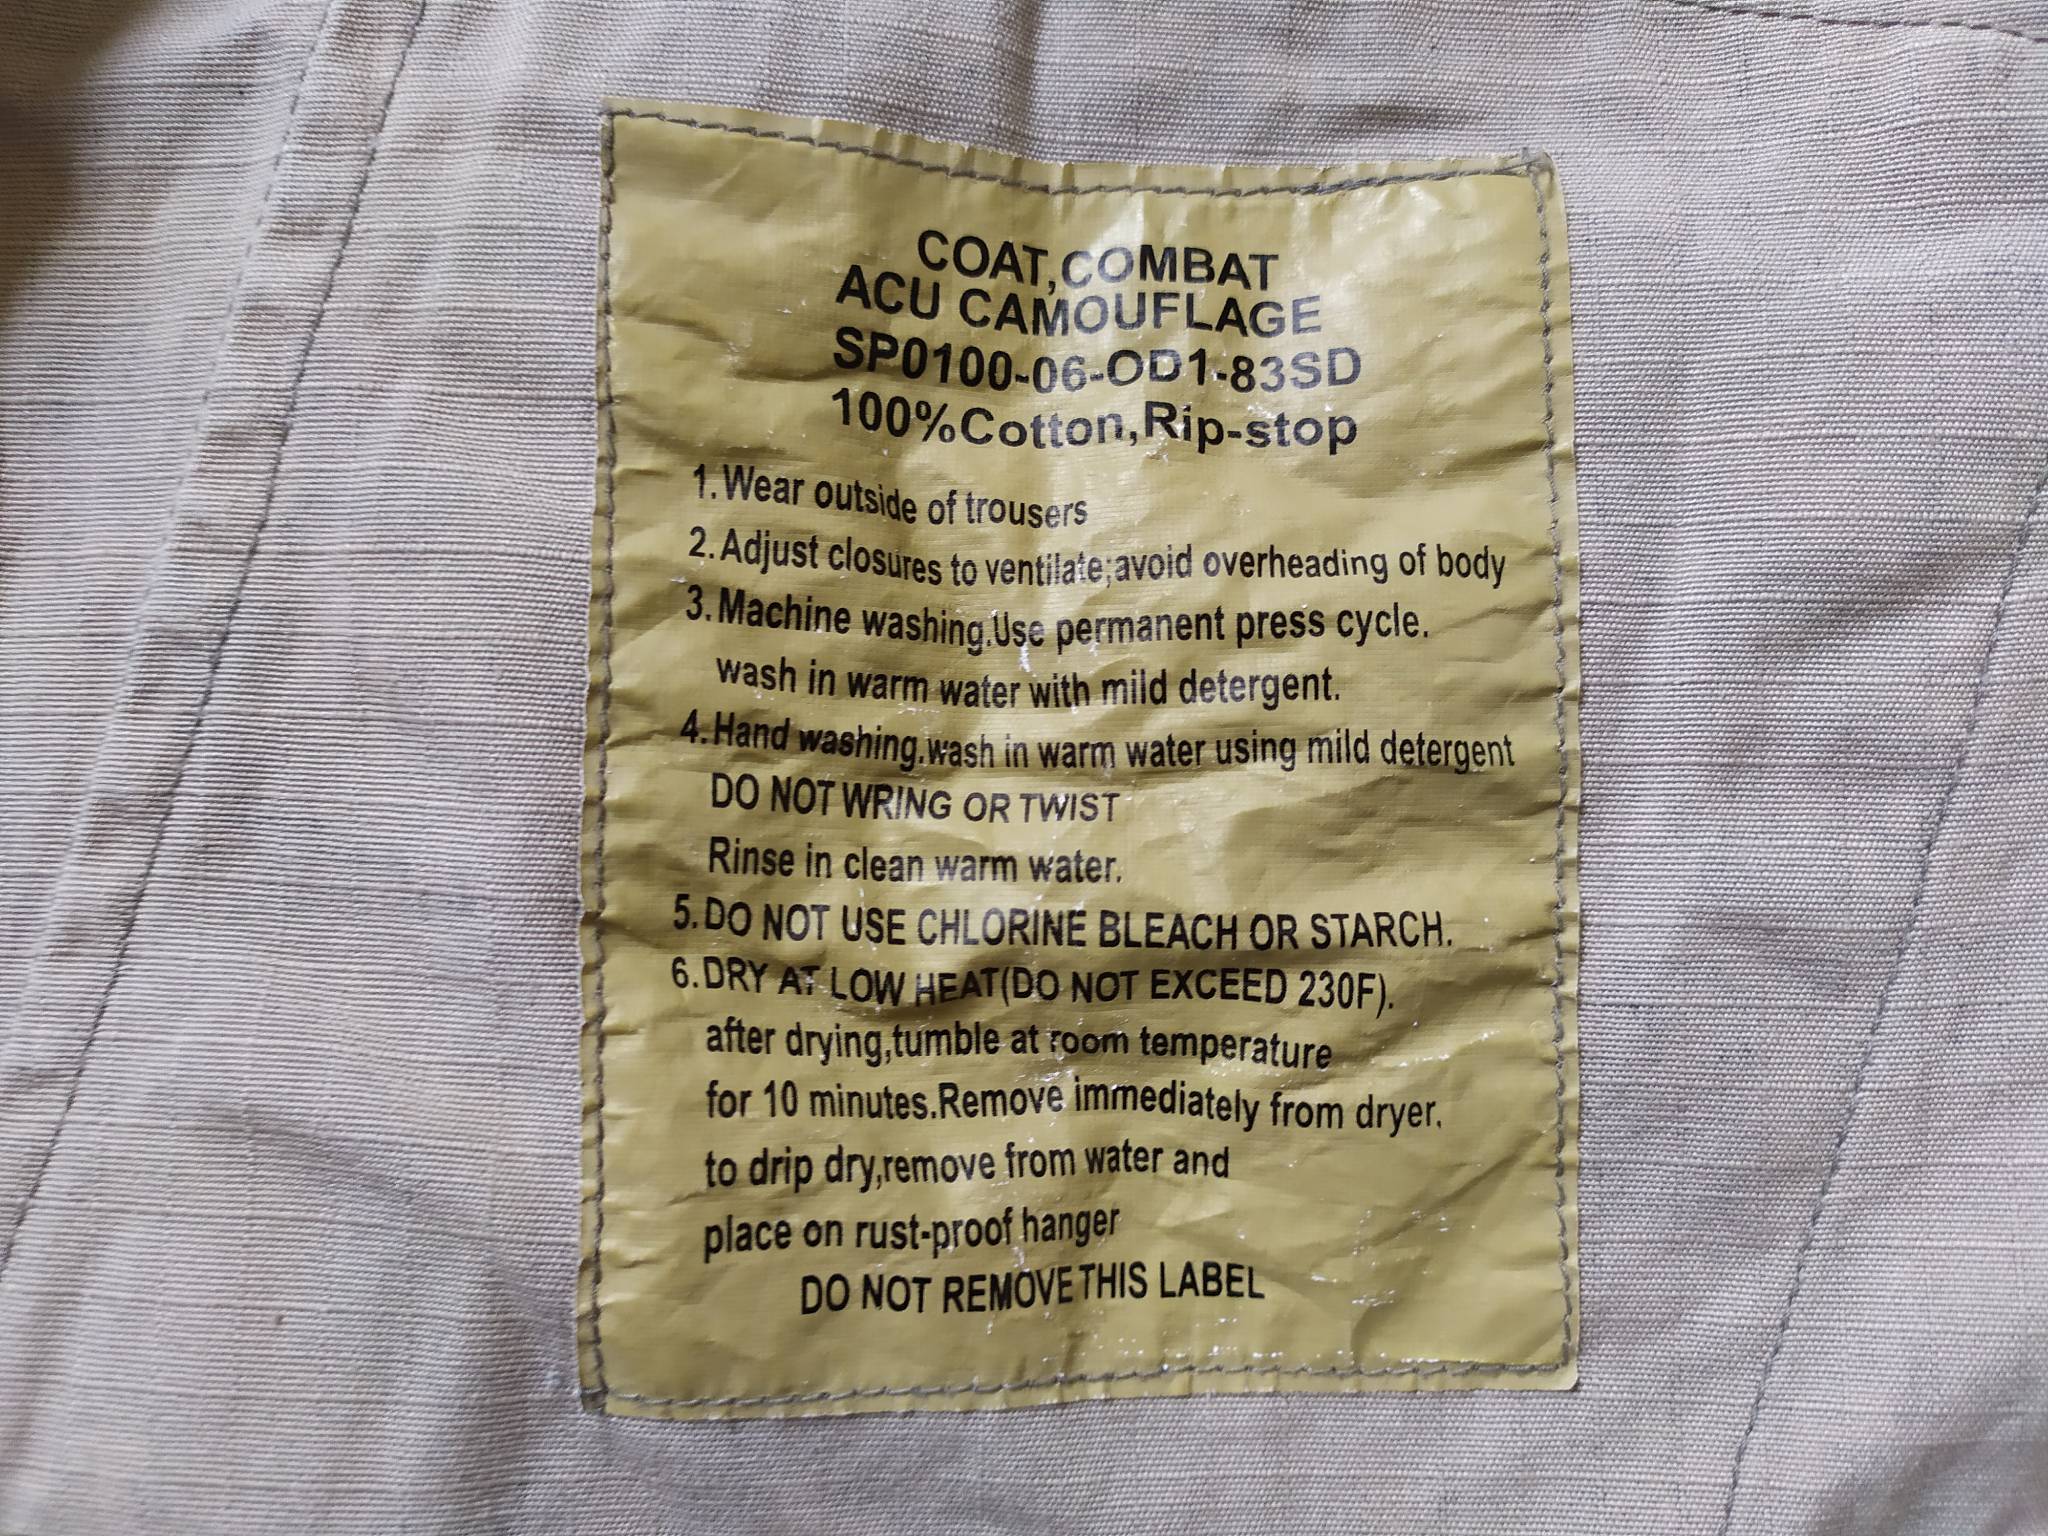 COAT,COMBAT
ACU CAMOUFLAGE
SP0100-06-OD1-83SD
100%Cotton,Rip-stop
1.Wear outside of trousers
2.Adjust closures to ventilate;avoid overheading of body
3.Machine washing.Use permanent press cycle.
wash in warm water with mild detergent.
4.Hand washing.wash in warm water using mild detergent
DO NOT WRING OR TWIST
Rinse in clean warm water.
5.DO NOT USE CHLORINE BLEACH OR STARCH.
6.DRY AT LOW HEAT(DO NOT EXCEED 230F).
after drying,tumble at room temperature
for 10 minutes.Remove immediately from dryer.
to drip dry,remove from water and
place on rust-proof hanger
DO NOT REMOVE THIS LABEL